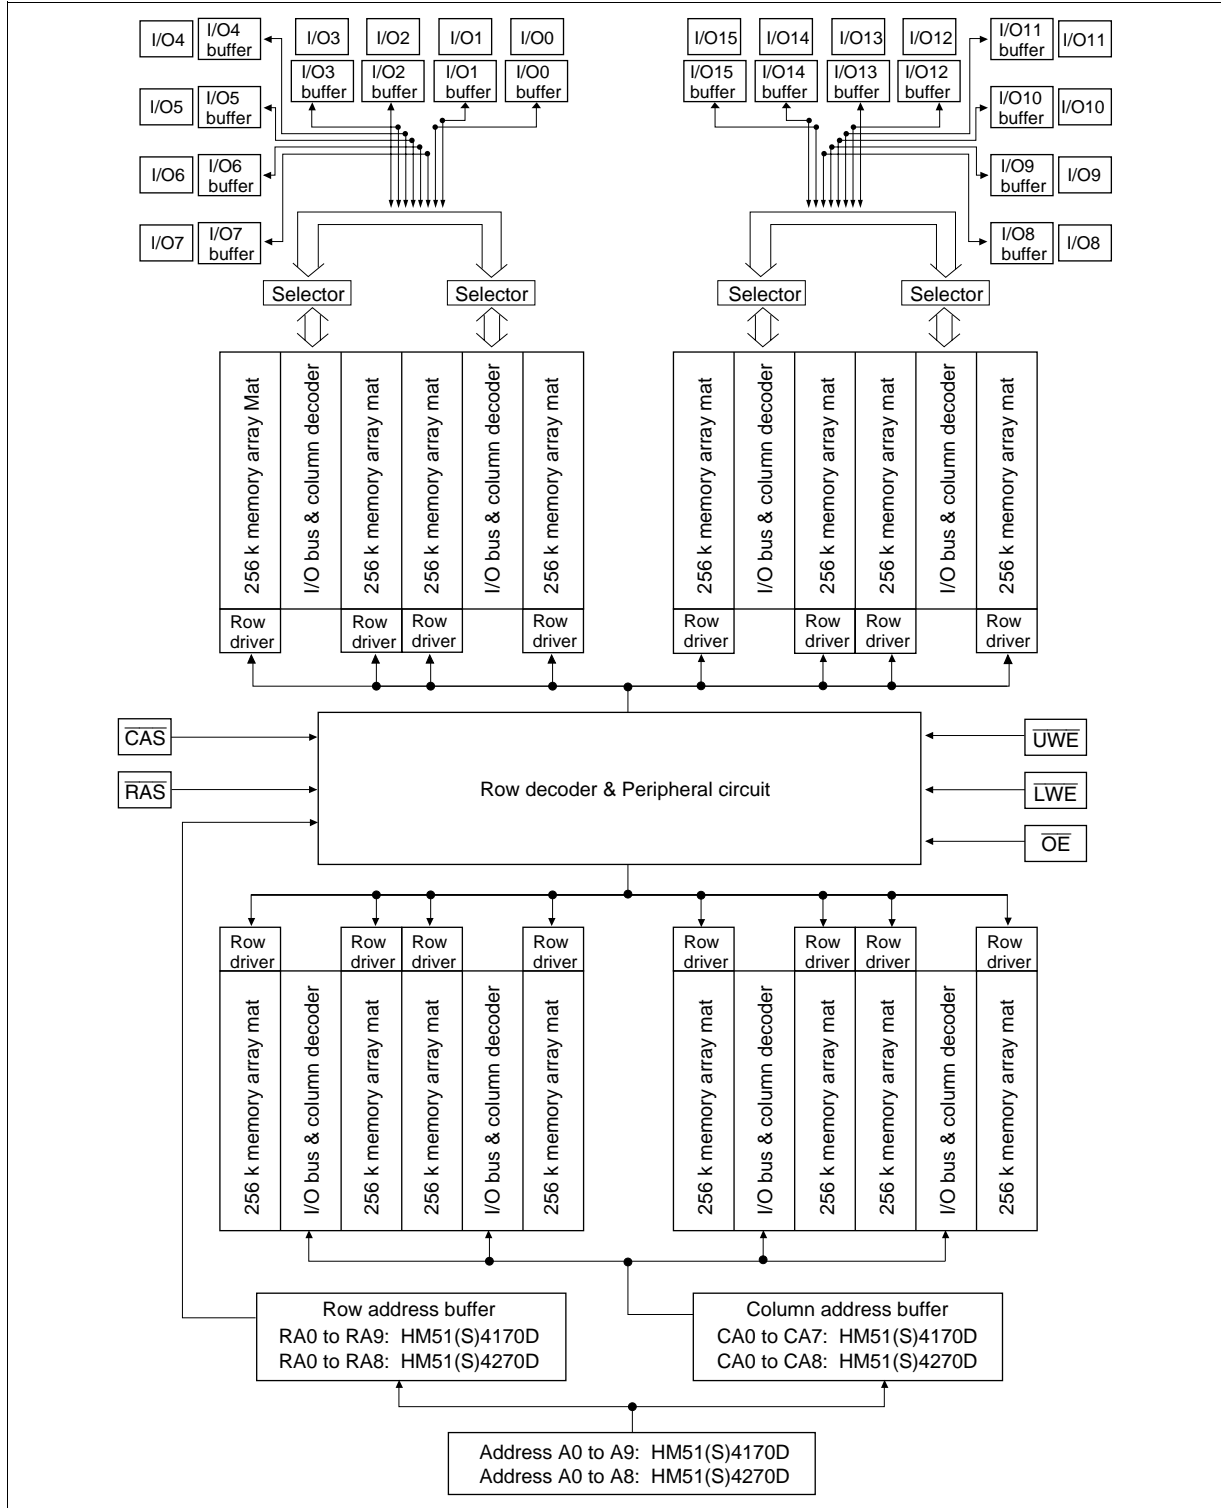 I/O4
I/O4
buffer
I/O3
I/O2
I/O1
I/O0
I/O3
buffer
I/O2
buffer
I/O1
buffer
I/O0
buffer
I/O5
I/O5
buffer
I/O6
I/O6
buffer
I/O7
I/O7
buffer
I/O15
I/O14
I/O13
I/O12
I/O15
buffer
I/O14
buffer
I/O13
buffer
I/O12
buffer
I/O11
buffer
I/O11
I/O10
buffer
I/O10
I/O9
buffer
I/O9
I/O8
buffer
I/O8
Selector
Selector
Selector
Selector
256 k memory array Mat
I/O bus & column decoder
256 k memory array mat
256 k memory array mat
I/O bus & column decoder
256 k memory array mat
256 k memory array mat
I/O bus & column decoder
256 k memory array mat
256 k memory array mat
I/O bus & column decoder
256 k memory array mat
Row
driver
Row
driver
Row
driver
Row
driver
Row
driver
Row
driver
Row
driver
Row
driver
CAS
RAS
Row decoder & Peripheral circuit
UWE
LWE
OE
Row
driver
Row
driver
Row
driver
Row
driver
Row
driver
Row
driver
Row
driver
Row
driver
256 k memory array mat
I/O bus & column decoder
256 k memory array mat
256 k memory array mat
I/O bus & column decoder
256 k memory array mat
256 k memory array mat
I/O bus & column decoder
256 k memory array mat
256 k memory array mat
I/O bus & column decoder
256 k memory array mat
Row address buffer
RA0 to RA9: HM51(S)4170D
RA0 to RA8: HM51(S)4270D
Column address buffer
CA0 to CA7: HM51(S)4170D
CA0 to CA8: HM51(S)4270D
Address A0 to A9: HM51(S)4170D
Address A0 to A8: HM51(S)4270D